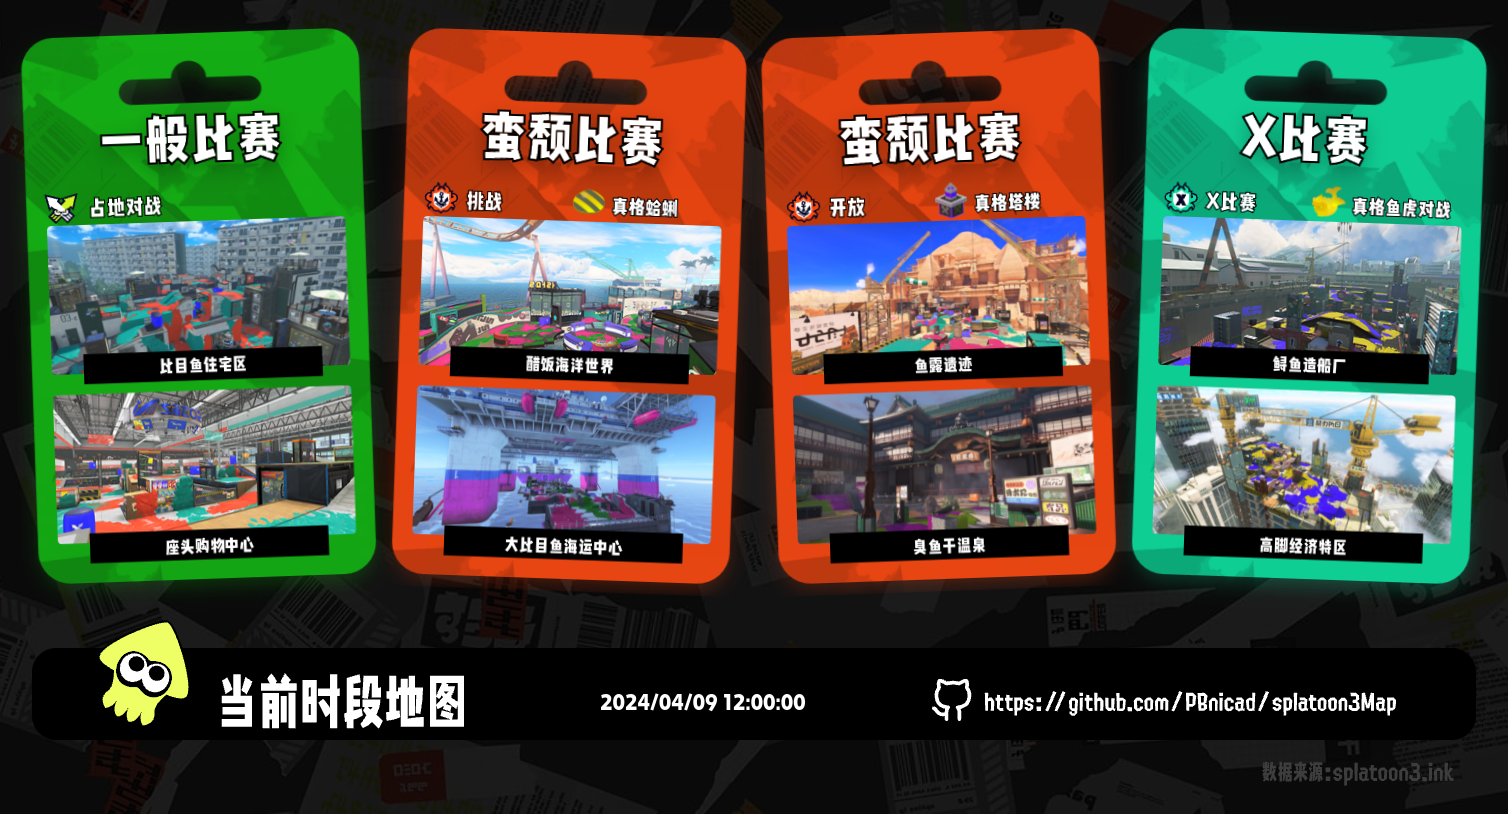 一般比赛
占地对战
比目鱼住宅区
座头购物中心
蛮颓比赛
挑战
真格蛤蜊
醋饭海洋世界
大比目鱼海运中心
蛮颓比赛
开放
真格塔楼
鱼露遗迹
臭鱼干温泉
X比赛
X比赛
真格鱼虎对战
鲟鱼造船厂
高脚经济特区
当前时段地图
2024/04/09 12:00:00
https://github.com/PBnicad/splatoon3Map
数据来源:splatoon3.ink